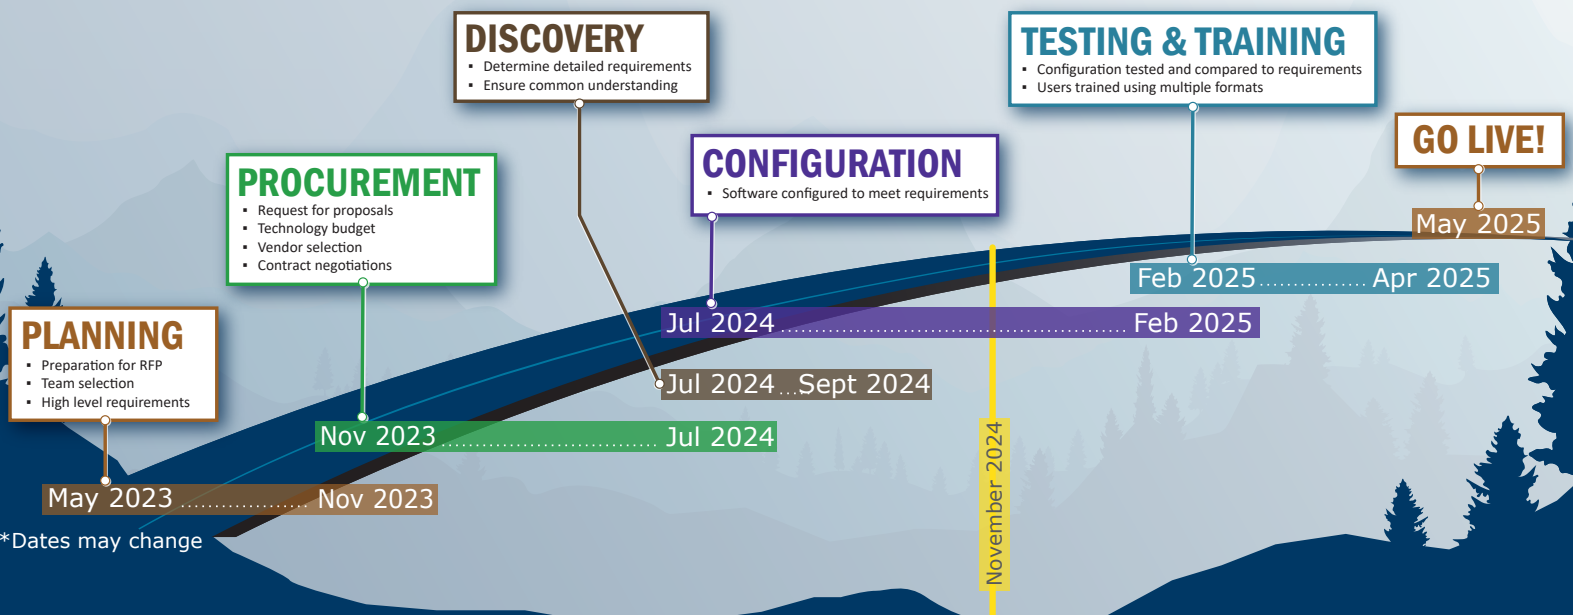 DISCOVERY
▪ Determine detailed requirements
▪ Ensure common understanding
TESTING & TRAINING
▪ Configuration tested and compared to requirements
▪ Users trained using multiple formats
GO LIVE!
May 2025
CONFIGURATION
▪ Software configured to meet requirements
PROCUREMENT
▪ Request for proposals
▪ Technology budget
▪ Vendor selection
▪ Contract negotiations
Feb 2025 .................. Apr 2025
PLANNING
▪ Preparation for RFP
▪ Team selection
▪ High level requirements
Jul 2024 .......................................................... Feb 2025
Jul 2024 ..... Sept 2024
Nov 2023 .................................... Jul 2024
November 2024
May 2023 ..................... Nov 2023
*Dates may change